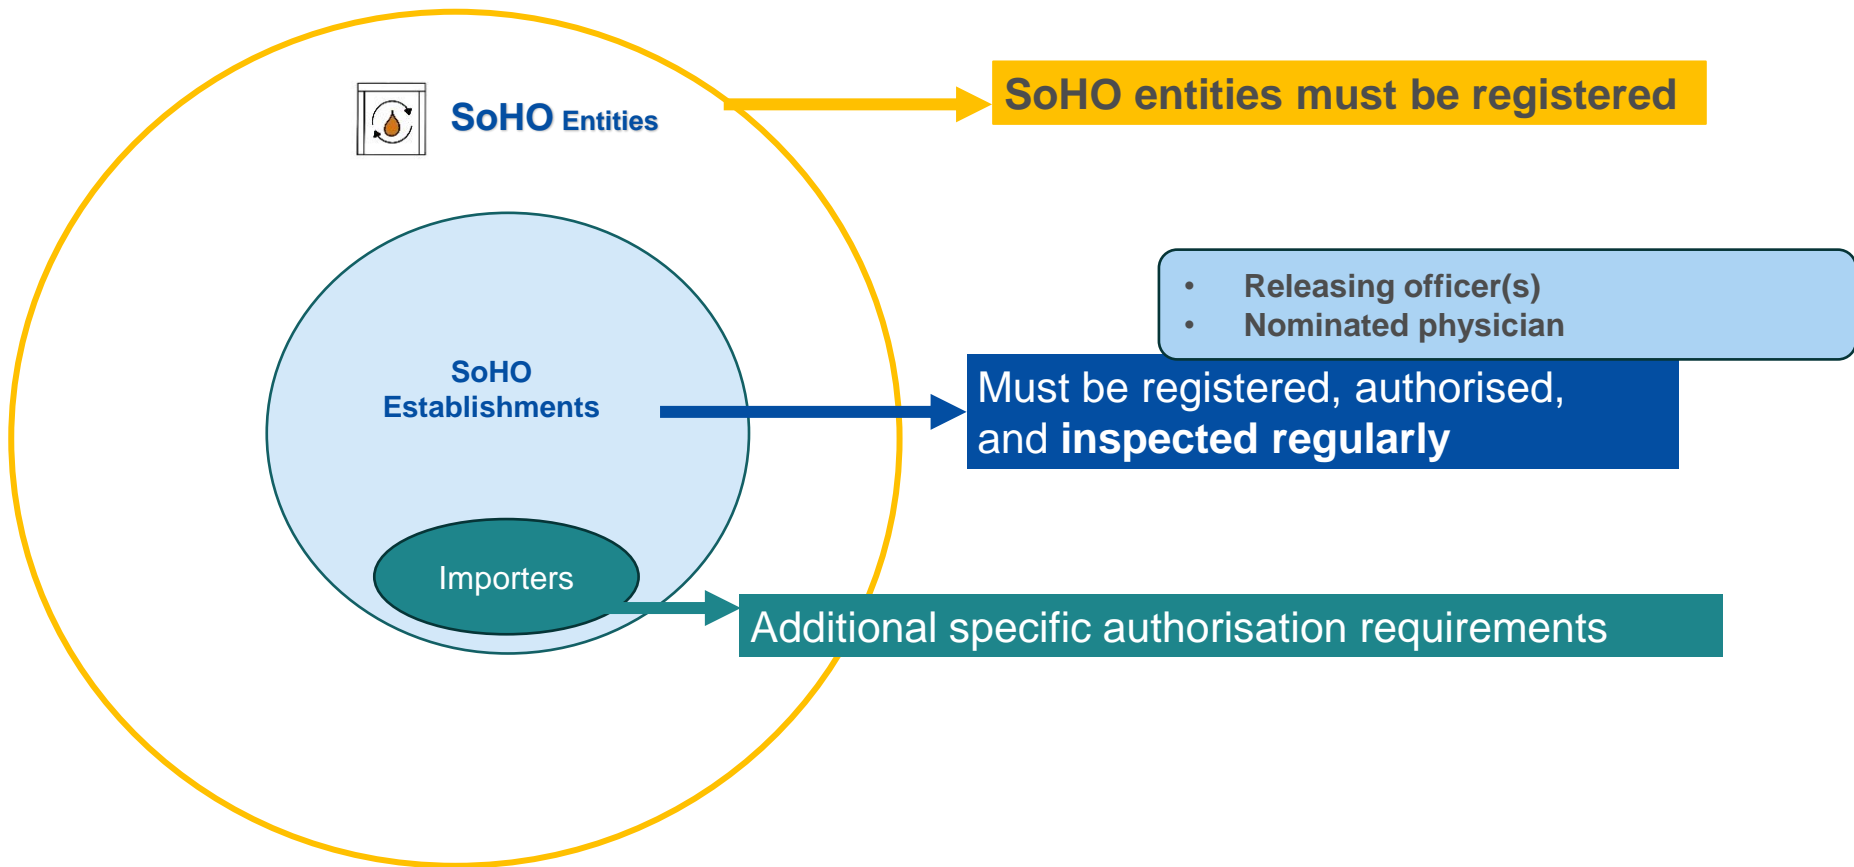 SoHO Entities
SoHO entities must be registered
• Releasing officer(s)
• Nominated physician
SoHO
Establishments
Must be registered, authorised,
and inspected regularly
Importers
Additional specific authorisation requirements